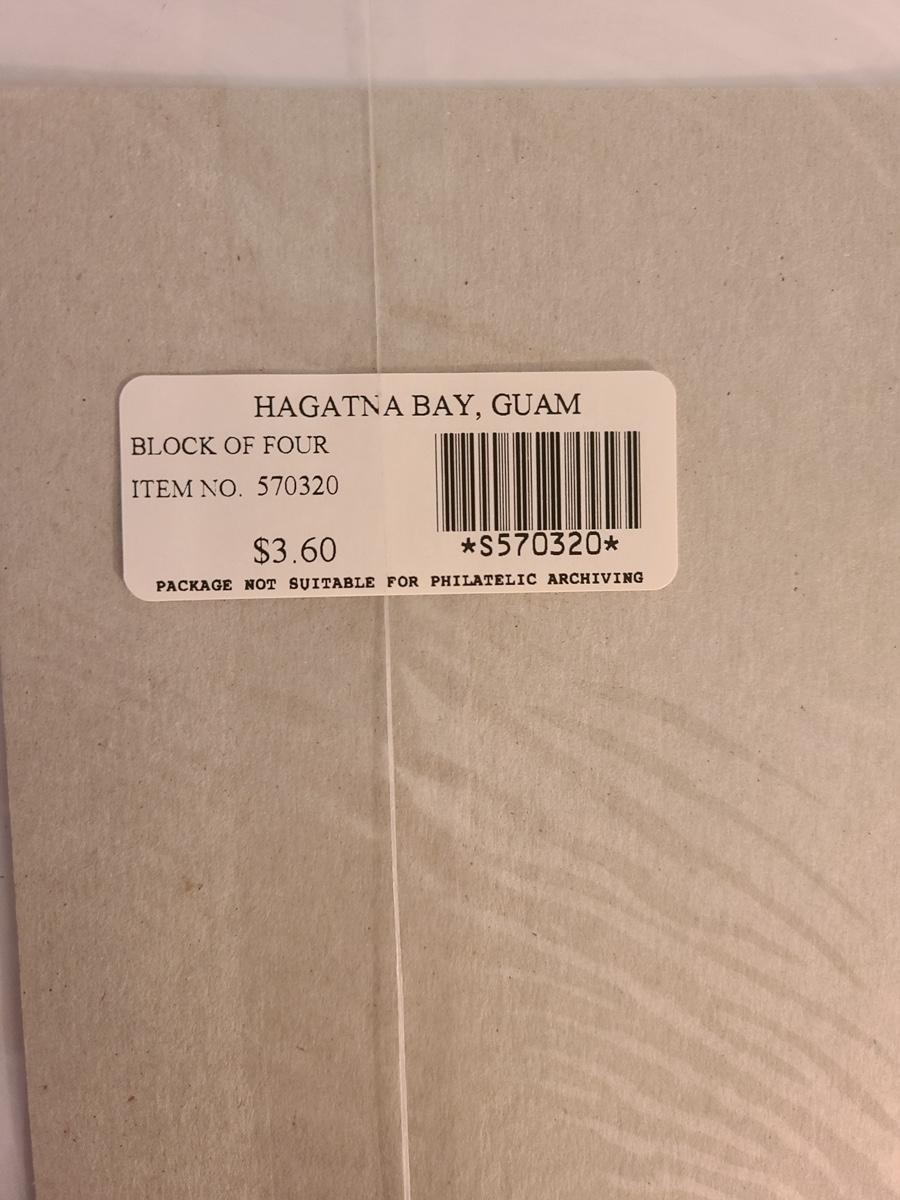 HAGATNA BAY, GUAM
BLOCK OF FOUR
ITEM NO. 570320
$3.60
*S570320*
PACKAGE NOT SUITABLE FOR PHILATELIC ARCHIVING